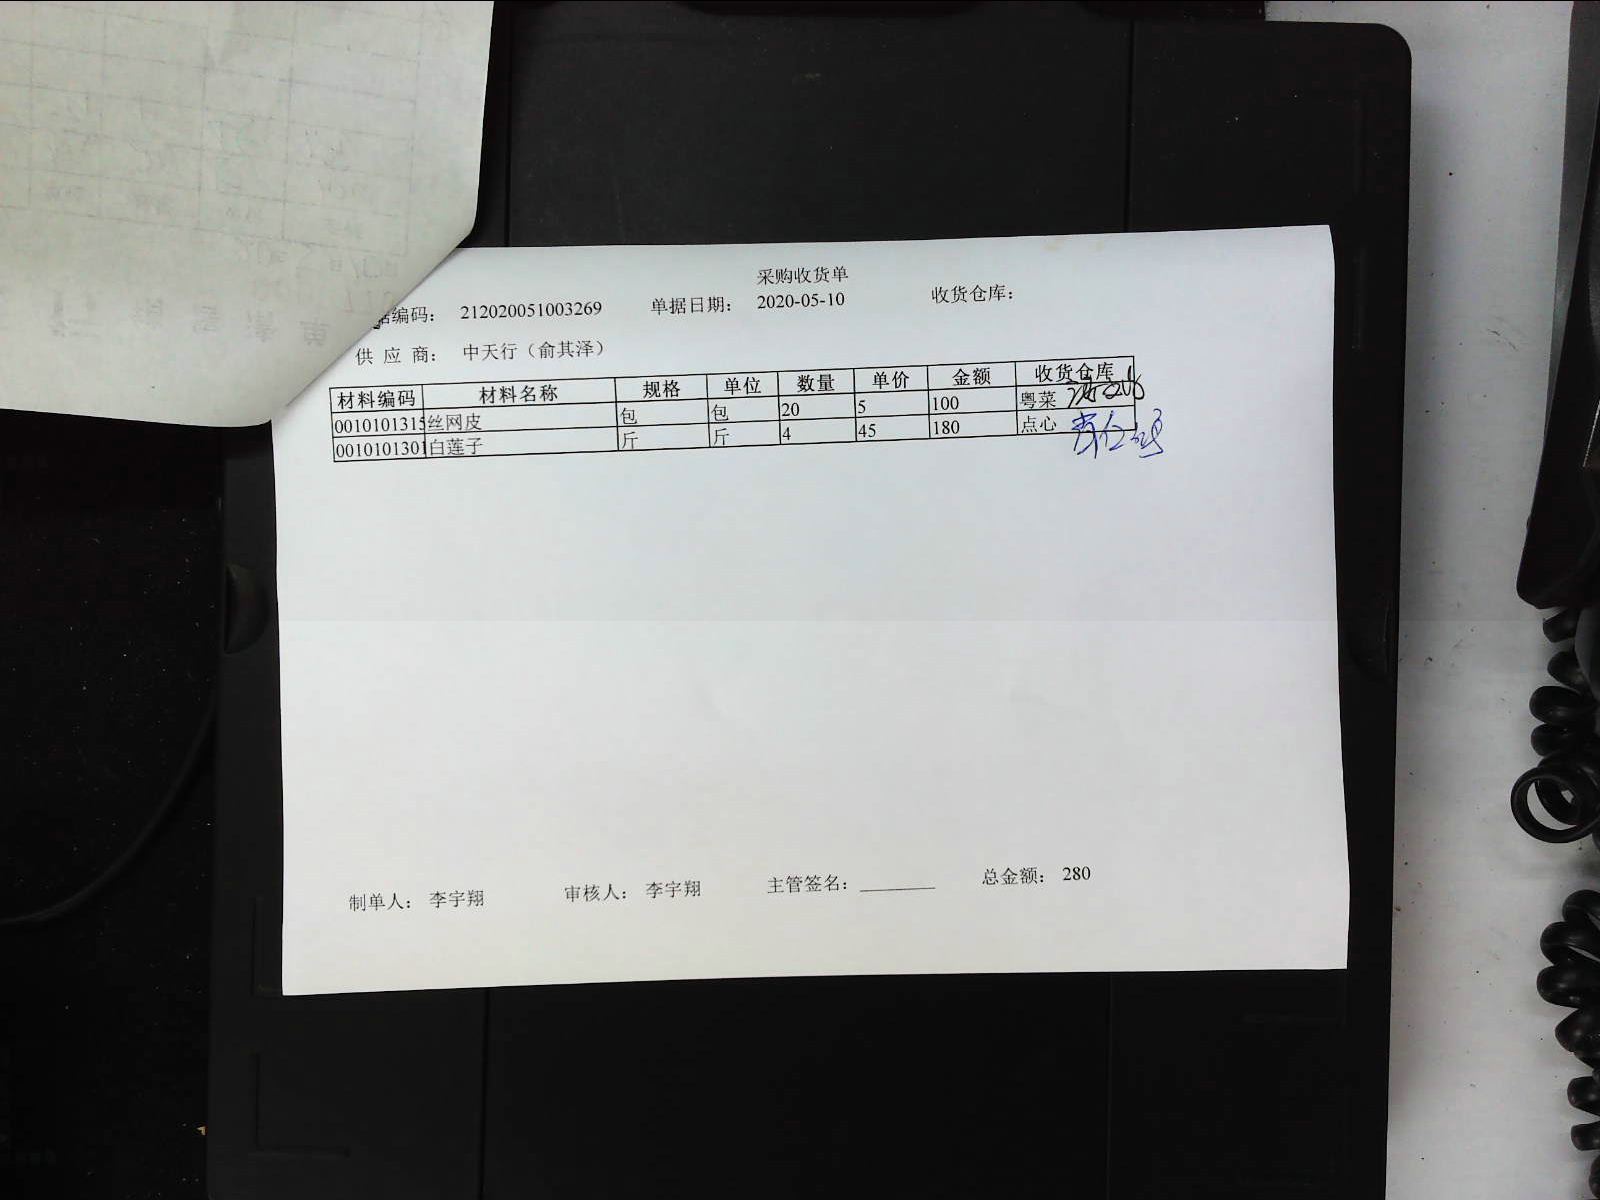 采购收货单
据编码： 212020051003269 单据日期： 2020-05-10 收货仓库：
供 应 商： 中天行（俞其泽）
材料编码 材料名称 规格 单位 数量 单价 金额 收货仓库
0010101315 丝网皮 包 包 20 5 100 粤菜
0010101301 白莲子 斤 斤 4 45 180 点心
制单人： 李宇翔 审核人： 李宇翔 主管签名： 总金额： 280